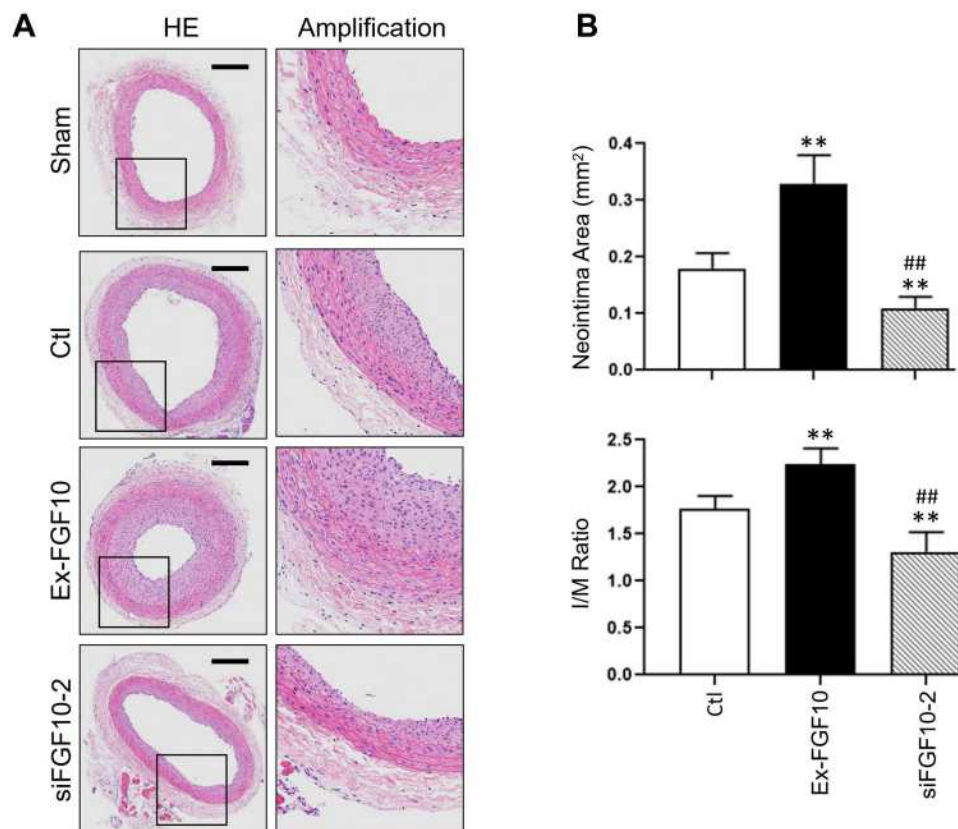 A
HE
Amplification
Sham
Ctl
Ex-FGF10
siFGF10-2
B
Neointima Area (mm²)
0.4
0.3
0.2
0.1
0.0
**
##
**
I/M Ratio
2.5
2.0
1.5
1.0
0.5
0.0
**
##
**
Ctl
Ex-FGF10
siFGF10-2